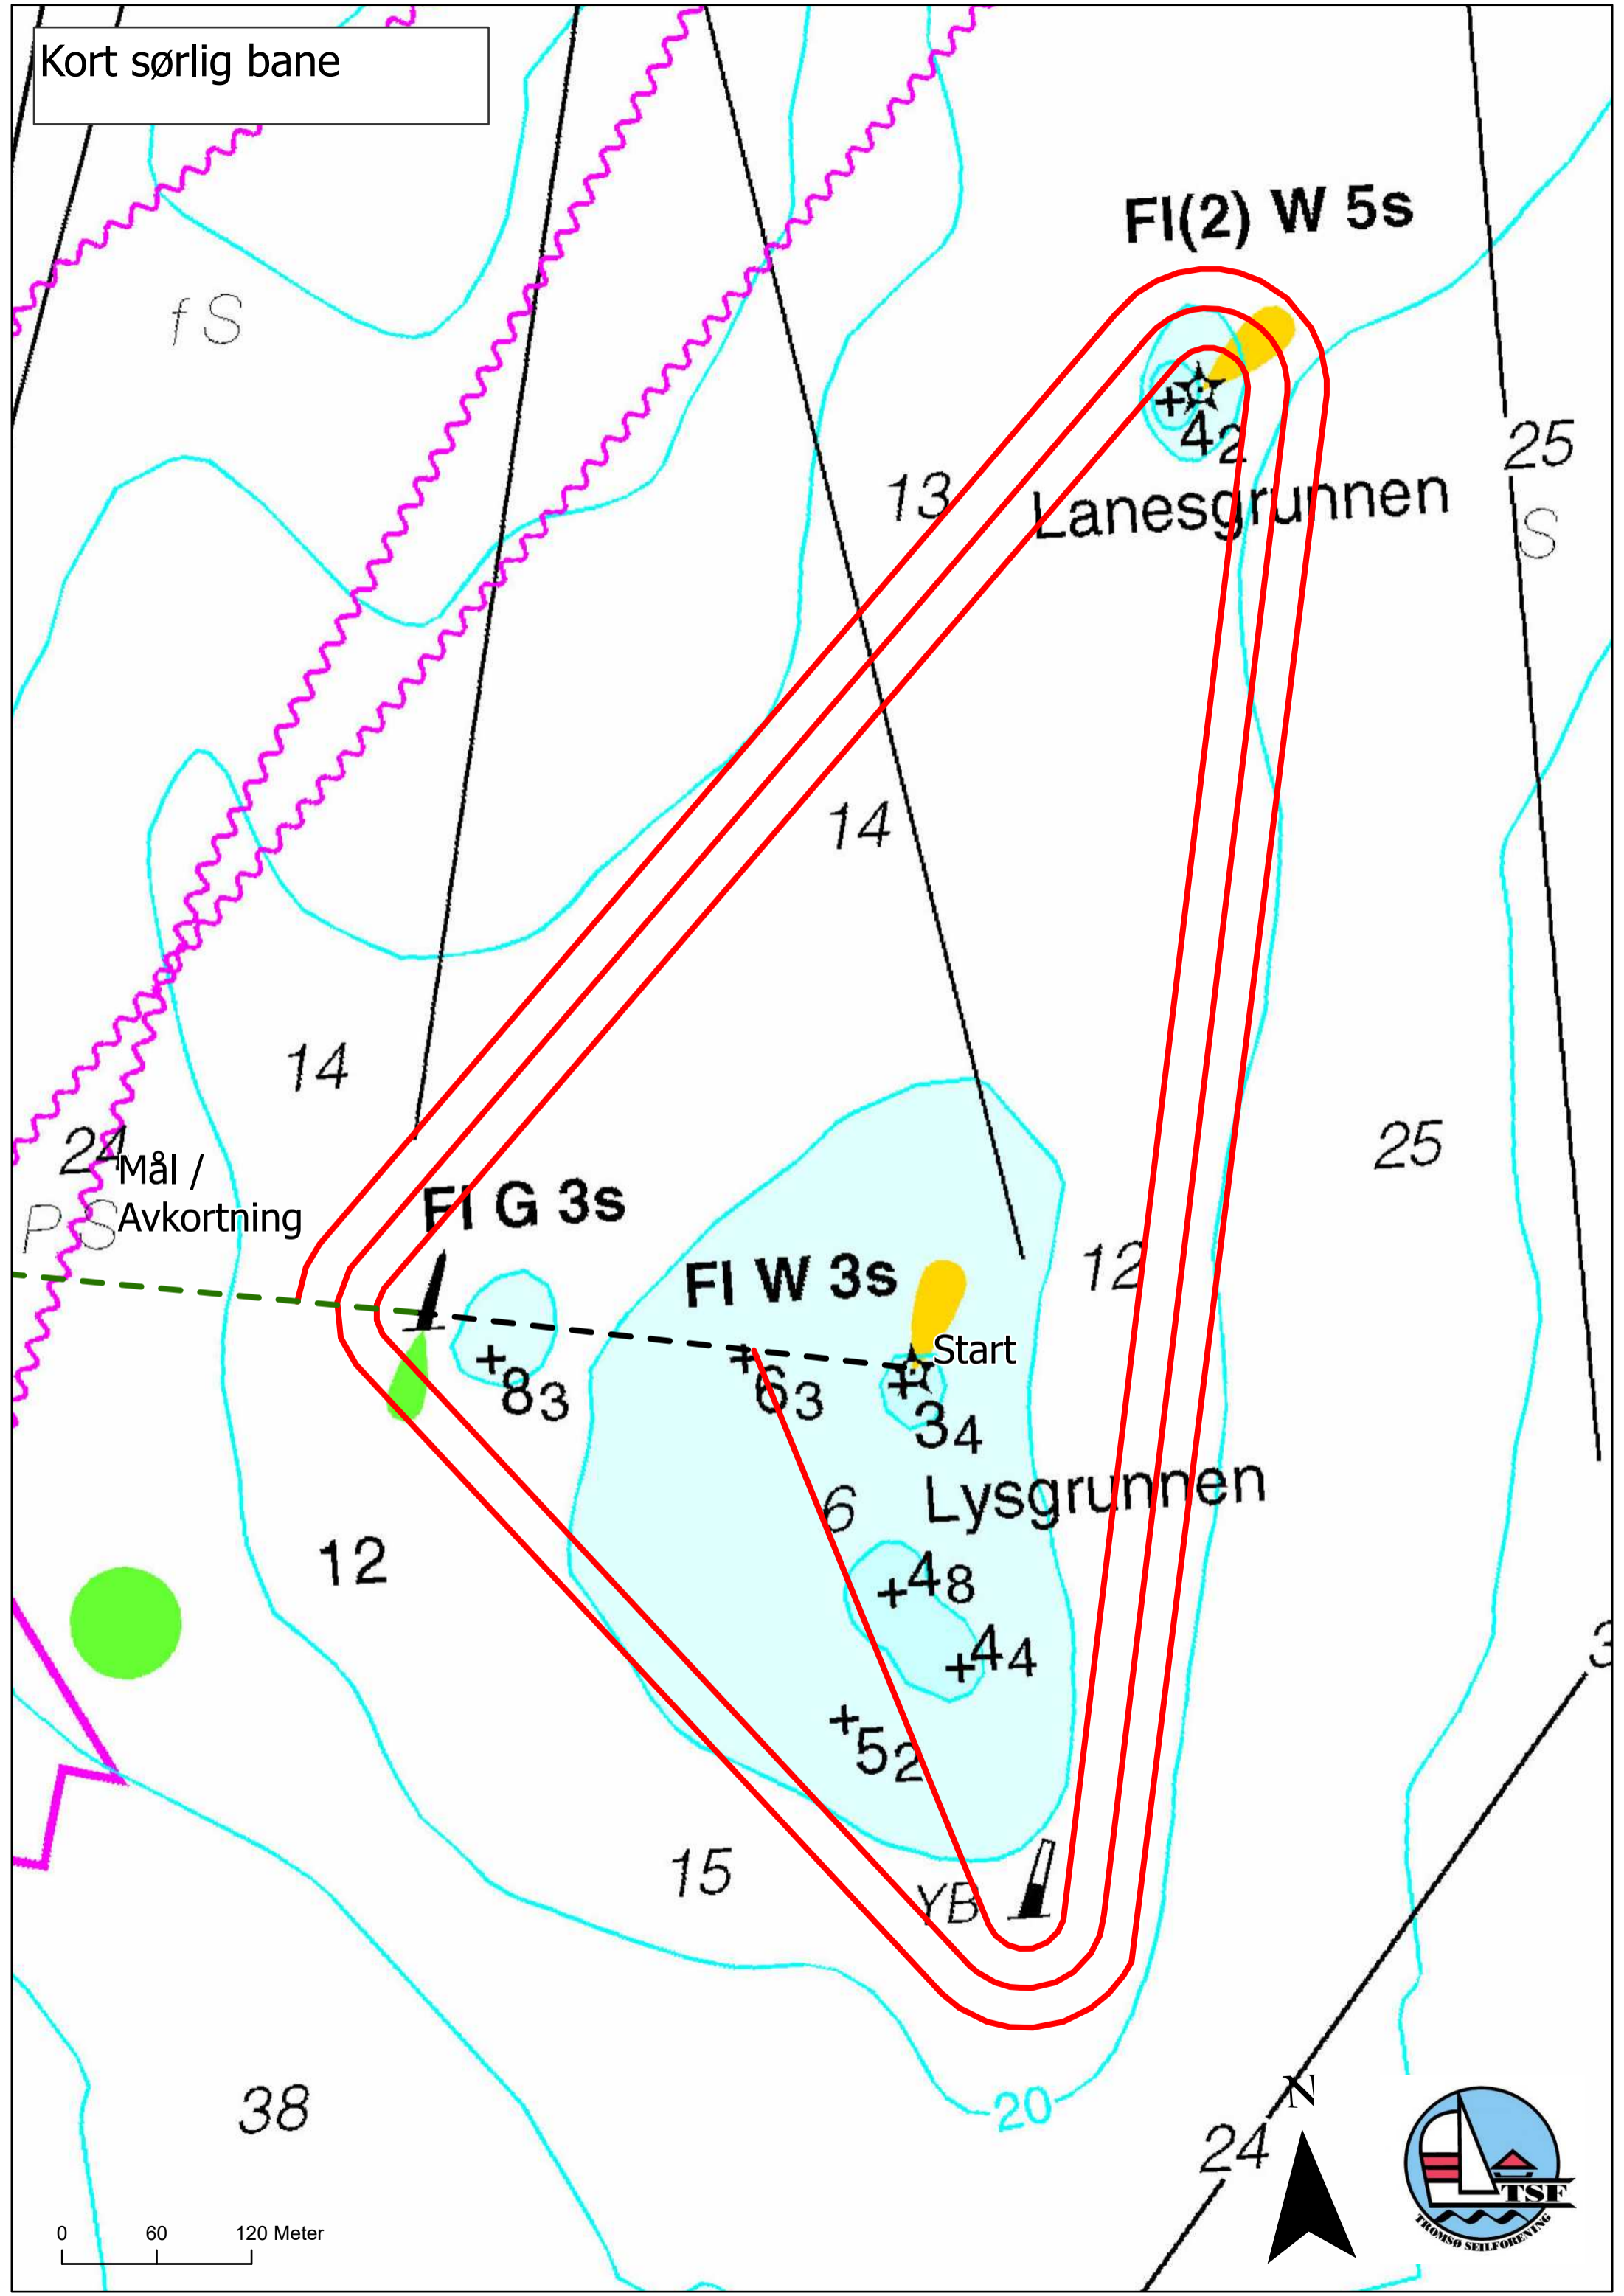 Kort sørlig bane
Fl(2) W 5s
f S
4₂
25
13
Lanesgrunnen
S
14
14
25
24
Mål /
Avkortning
P S
Fl G 3s
Fl W 3s
12
Start
8₃
6₃
3₄
Lysgrunnen
6
12
4₈
4₄
5₂
3
15
YB
20
38
24
N
0 60 120 Meter
TSF
TROMSØ SEILFORENING